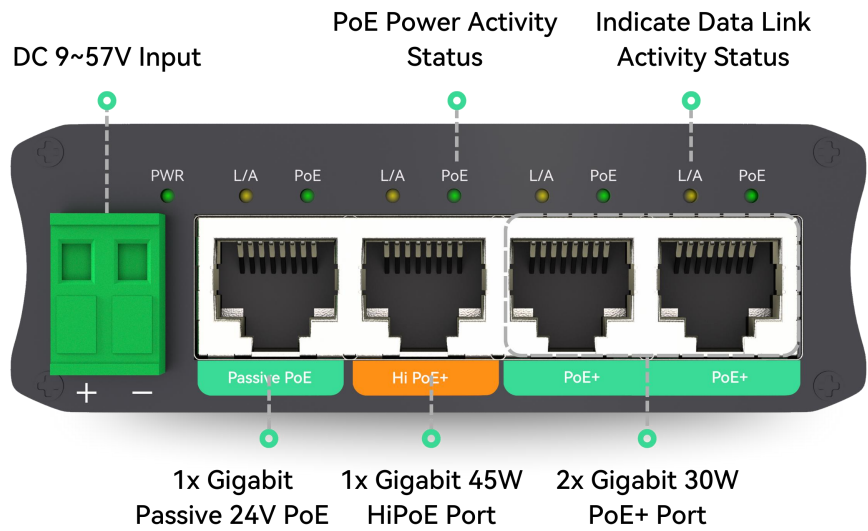 PoE Power Activity
Status
Indicate Data Link
Activity Status
DC 9~57V Input
PWR L/A PoE L/A PoE L/A PoE L/A PoE
Passive PoE Hi PoE+ PoE+ PoE+
+ −
1x Gigabit
Passive 24V PoE
1x Gigabit 45W
HiPoE Port
2x Gigabit 30W
PoE+ Port